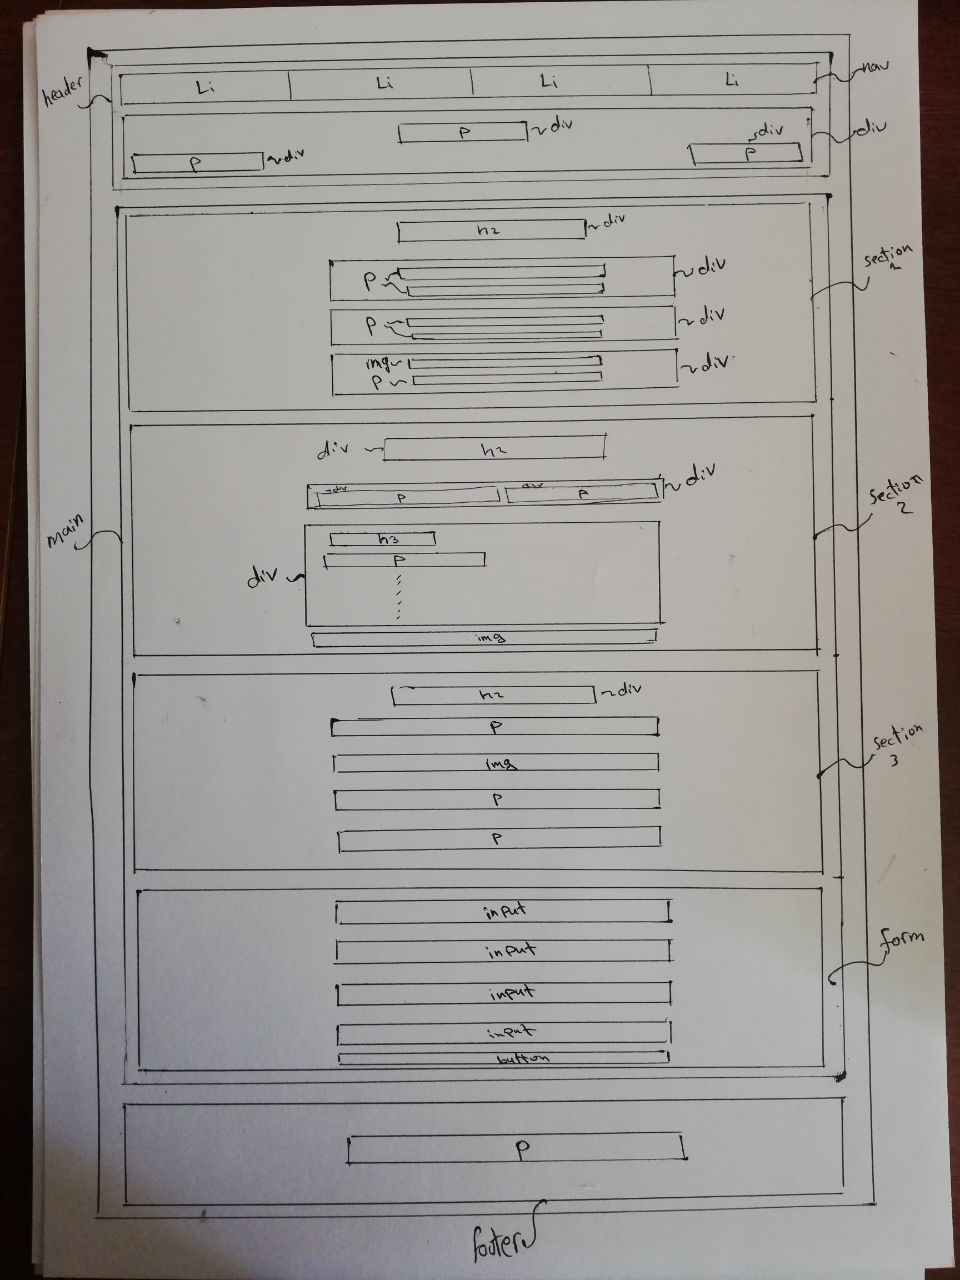 header
Li Li Li Li
nav
P
div
P
div
div
P
div
h2
div
section
1
P
div
P
div
img
P
div
div
h2
div
P
div
P
div
section
2
main
h3
P
div
img
h2
div
P
img
P
P
section
3
input
input
input
input
button
form
P
footer